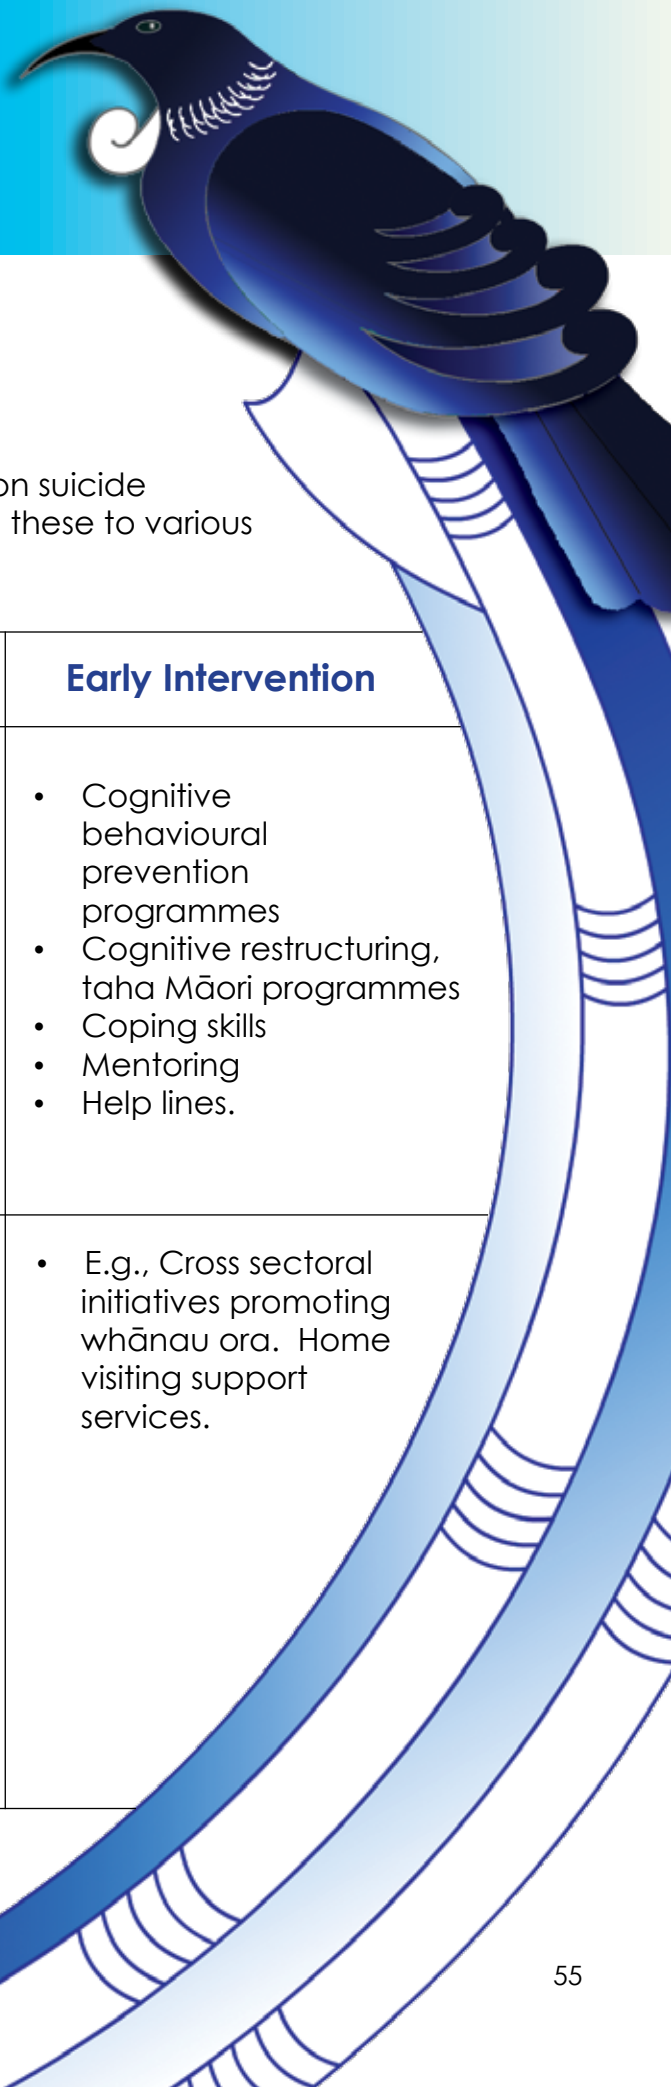 on suicide
these to various
Early Intervention
• Cognitive
behavioural
prevention
programmes
• Cognitive restructuring,
taha Māori programmes
• Coping skills
• Mentoring
• Help lines.
• E.g., Cross sectoral
initiatives promoting
whānau ora. Home
visiting support
services.
55